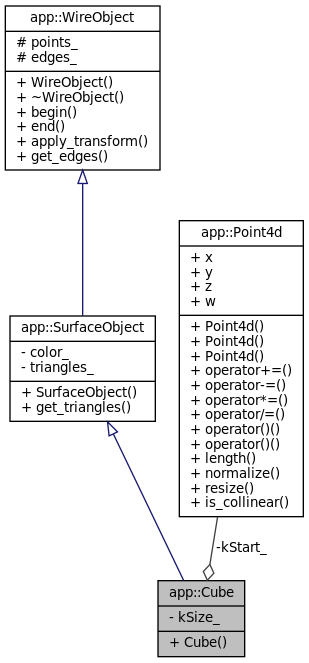 app::WireObject
# points_
# edges_
+ WireObject()
+ ~WireObject()
+ begin()
+ end()
+ apply_transform()
+ get_edges()
app::Point4d
+ x
+ y
+ z
+ w
+ Point4d()
+ Point4d()
+ Point4d()
+ operator+=()
+ operator-=()
+ operator*=()
+ operator/=()
+ operator()()
+ operator()()
+ length()
+ normalize()
+ resize()
+ is_collinear()
app::SurfaceObject
- color_
- triangles_
+ SurfaceObject()
+ get_triangles()
-kStart_
app::Cube
- kSize_
+ Cube()